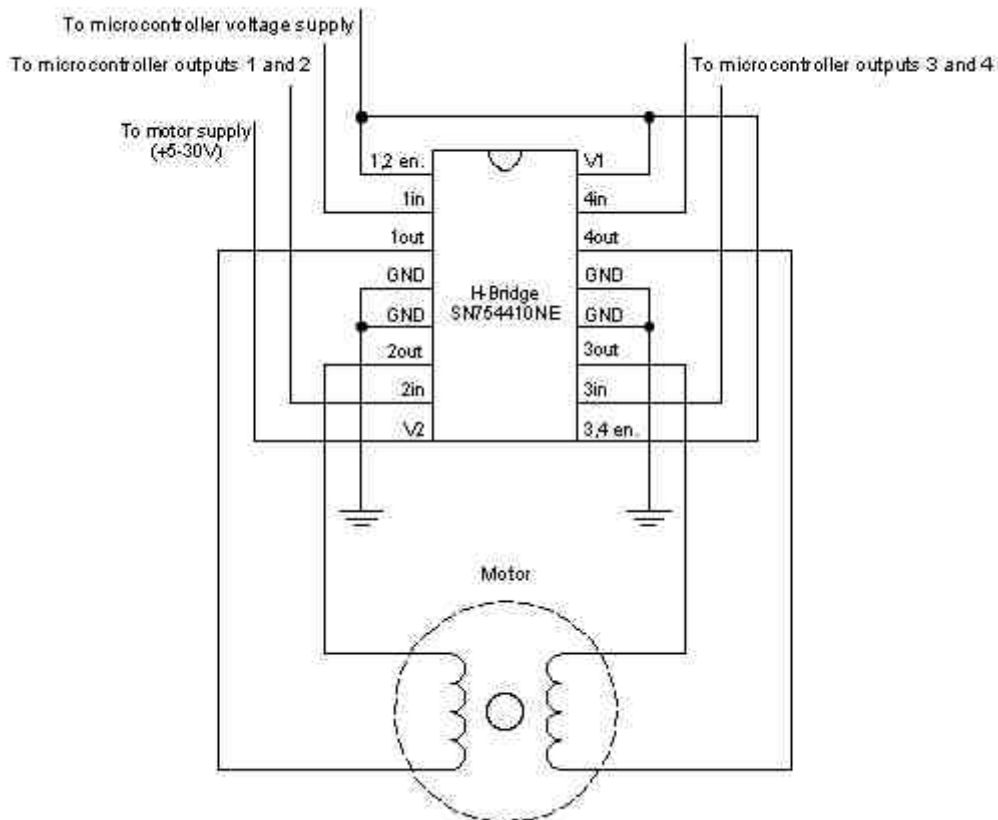 To microcontroller voltage supply
To microcontroller outputs 1 and 2
To microcontroller outputs 3 and 4
To motor supply
(+5-30V)
1,2 en.
V1
1in
4in
1out
4out
GND
GND
H-Bridge
SN754410NE
GND
GND
2out
3out
2in
3in
V2
3,4 en.
Motor